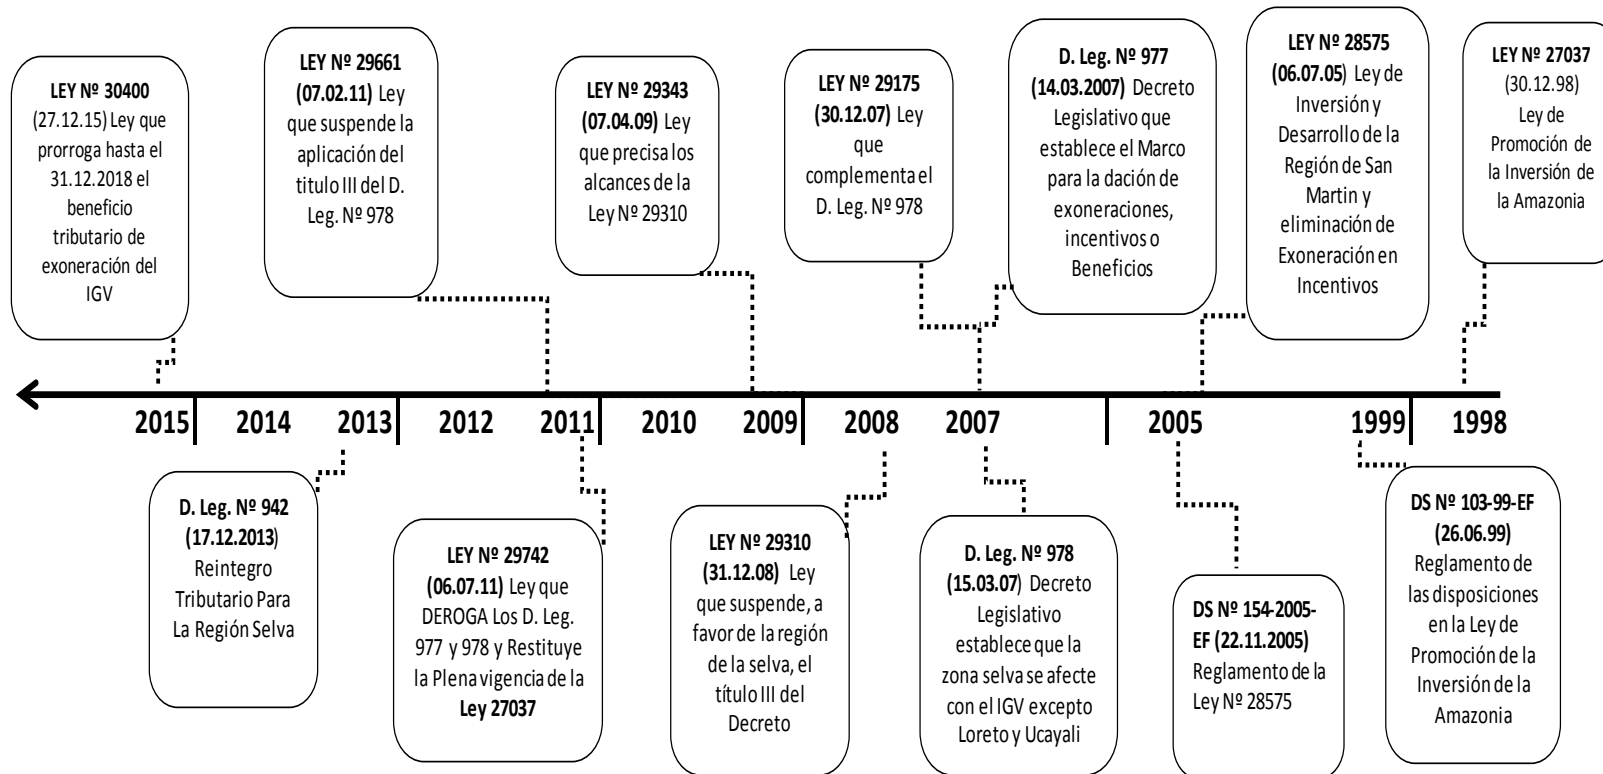 LEY Nº 30400
(27.12.15) Ley que
prorroga hasta el
31.12.2018 el
beneficio
tributario de
exoneración del
IGV
LEY Nº 29661
(07.02.11) Ley
que suspende la
aplicación del
titulo III del D.
Leg. Nº 978
LEY Nº 29343
(07.04.09) Ley
que precisa los
alcances de la
Ley Nº 29310
LEY Nº 29175
(30.12.07) Ley
que
complementa el
D. Leg. Nº 978
D. Leg. Nº 977
(14.03.2007) Decreto
Legislativo que
establece el Marco
para la dación de
exoneraciones,
incentivos o
Beneficios
LEY Nº 28575
(06.07.05) Ley de
Inversión y
Desarrollo de la
Región de San
Martin y
eliminación de
Exoneración en
Incentivos
LEY Nº 27037
(30.12.98)
Ley de
Promoción de
la Inversión de
la Amazonia
2015 2014 2013 2012 2011 2010 2009 2008 2007 2005 1999 1998
D. Leg. Nº 942
(17.12.2013)
Reintegro
Tributario Para
La Región Selva
LEY Nº 29742
(06.07.11) Ley que
DEROGA Los D. Leg.
977 y 978 y Restituye
la Plena vigencia de la
Ley 27037
LEY Nº 29310
(31.12.08) Ley
que suspende, a
favor de la región
de la selva, el
título III del
Decreto
D. Leg. Nº 978
(15.03.07) Decreto
Legislativo
establece que la
zona selva se afecte
con el IGV excepto
Loreto y Ucayali
DS Nº 154-2005-
EF (22.11.2005)
Reglamento de la
Ley Nº 28575
DS Nº 103-99-EF
(26.06.99)
Reglamento de
las disposiciones
en la Ley de
Promoción de la
Inversión de la
Amazonia